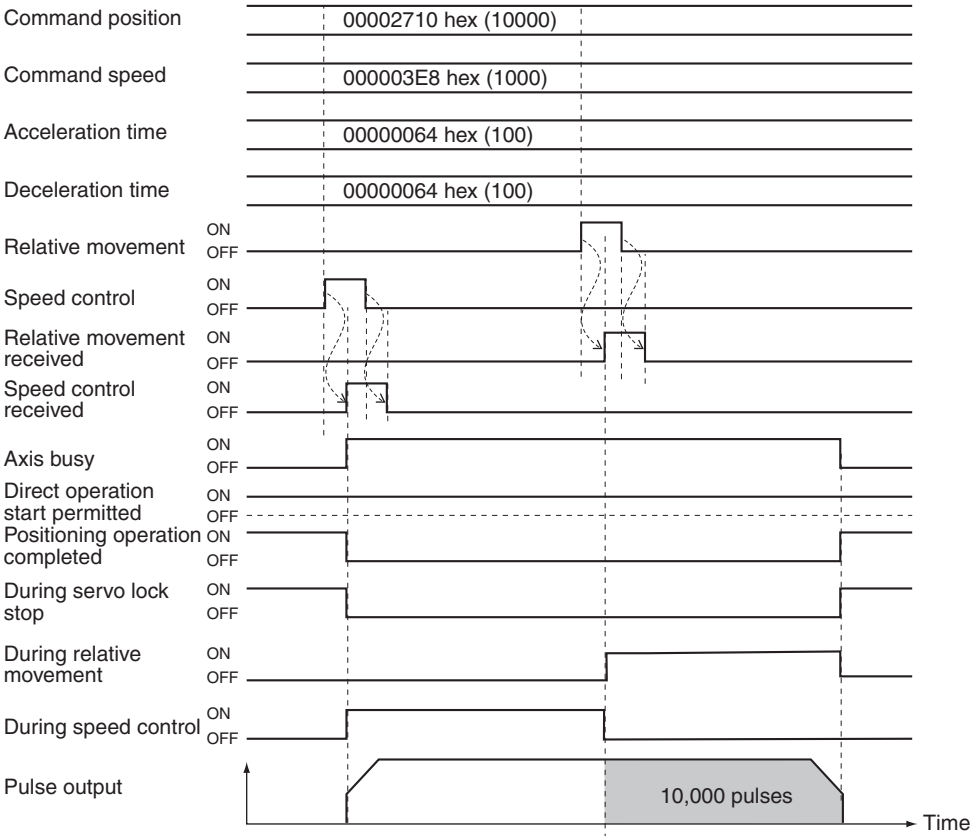 Command position
00002710 hex (10000)
Command speed
000003E8 hex (1000)
Acceleration time
00000064 hex (100)
Deceleration time
00000064 hex (100)
Relative movement
ON
OFF
Speed control
ON
OFF
Relative movement
received
ON
OFF
Speed control
received
ON
OFF
Axis busy
ON
OFF
Direct operation
start permitted
ON
OFF
Positioning operation
completed
ON
OFF
During servo lock
stop
ON
OFF
During relative
movement
ON
OFF
During speed control
ON
OFF
Pulse output
10,000 pulses
Time